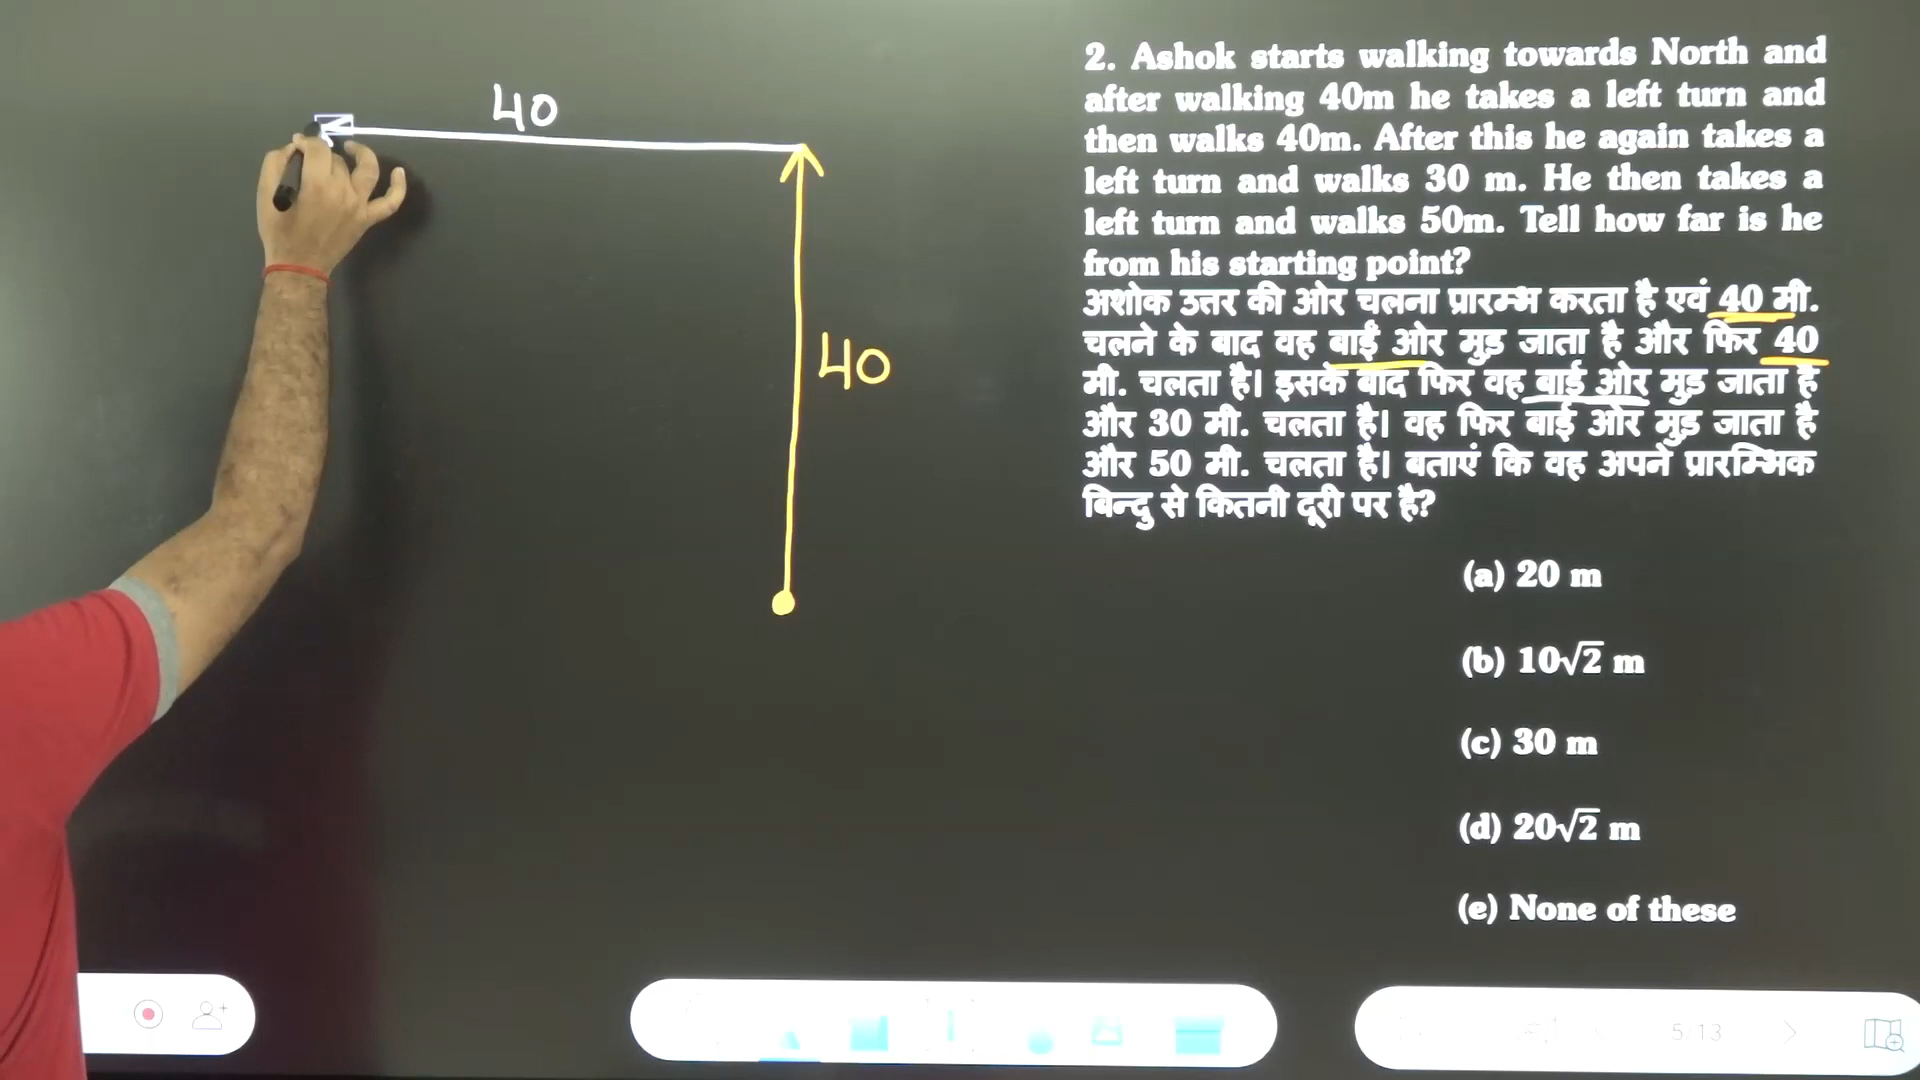 40
40
2. Ashok starts walking towards North and
after walking 40m he takes a left turn and
then walks 40m. After this he again takes a
left turn and walks 30 m. He then takes a
left turn and walks 50m. Tell how far is he
from his starting point?
अशोक उत्तर की ओर चलना प्रारम्भ करता है एवं 40 मी.
चलने के बाद वह बाईं ओर मुड़ जाता है और फिर 40
मी. चलता है। इसके बाद फिर वह बाईं ओर मुड़ जाता है
और 30 मी. चलता है। वह फिर बाईं ओर मुड़ जाता है
और 50 मी. चलता है। बताएं कि वह अपने प्रारम्भिक
बिन्दु से कितनी दूरी पर है?
(a) 20 m
(b) 10√2 m
(c) 30 m
(d) 20√2 m
(e) None of these
5/13